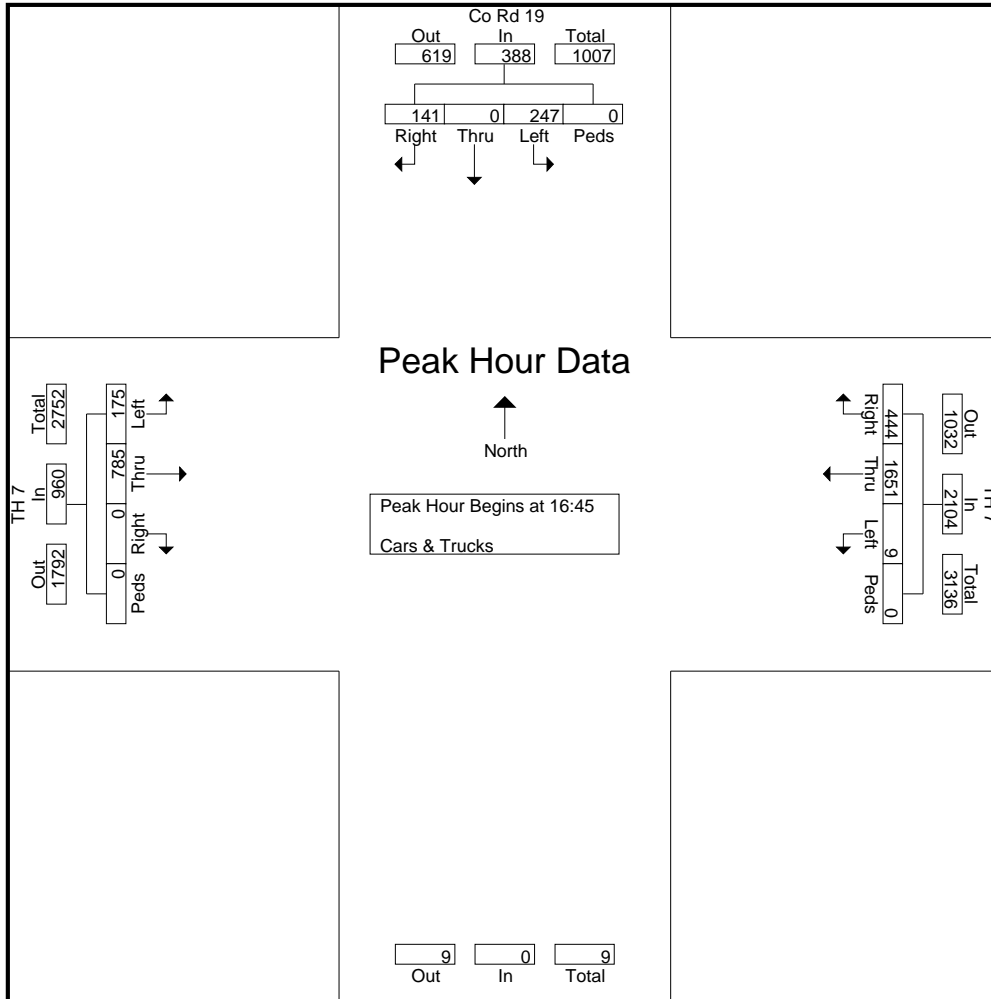 Co Rd 19
Out In Total
619 388 1007
141 0 247 0
Right Thru Left Peds
Peak Hour Data
North
Peak Hour Begins at 16:45
Cars & Trucks
TH 7
Total In Out
2752 960 1792
175 785 0 0
Left Thru Right Peds
Right Thru Left Peds
444 1651 9 0
Out In Total
1032 2104 3136
TH 7
9 0 9
Out In Total